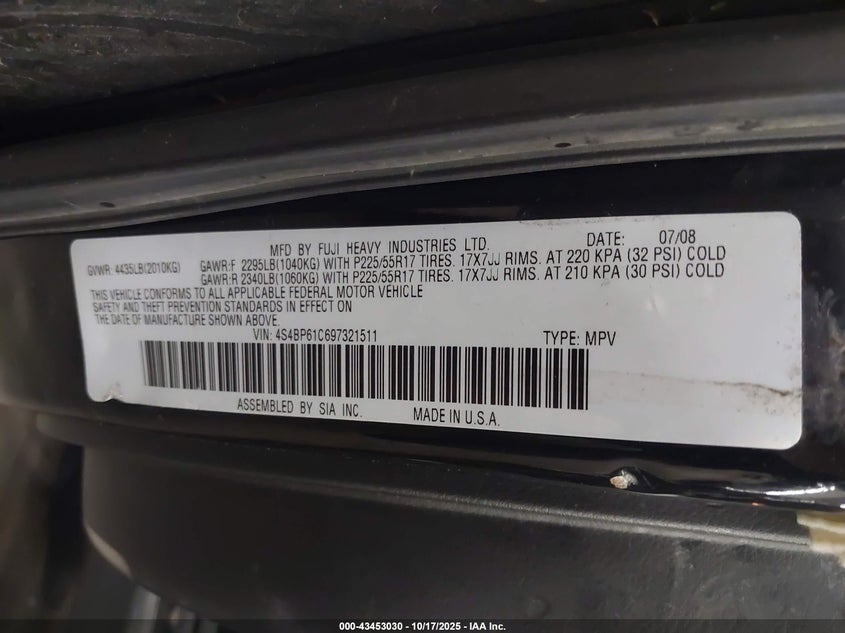 MFD BY FUJI HEAVY INDUSTRIES LTD. DATE: 07/08
GVWR: 4435LB(2010KG) GAWR:F 2295LB(1040KG) WITH P225/55R17 TIRES. 17X7JJ RIMS. AT 220 KPA (32 PSI) COLD
GAWR:R 2340LB(1060KG) WITH P225/55R17 TIRES. 17X7JJ RIMS. AT 210 KPA (30 PSI) COLD
THIS VEHICLE CONFORMS TO ALL APPLICABLE FEDERAL MOTOR VEHICLE
SAFETY AND THEFT PREVENTION STANDARDS IN EFFECT ON
THE DATE OF MANUFACTURE SHOWN ABOVE.
VIN: 4S4BP61C697321511 TYPE: MPV
ASSEMBLED BY SIA INC. MADE IN U.S.A.
000-43453030 - 10/17/2025 - IAA Inc.